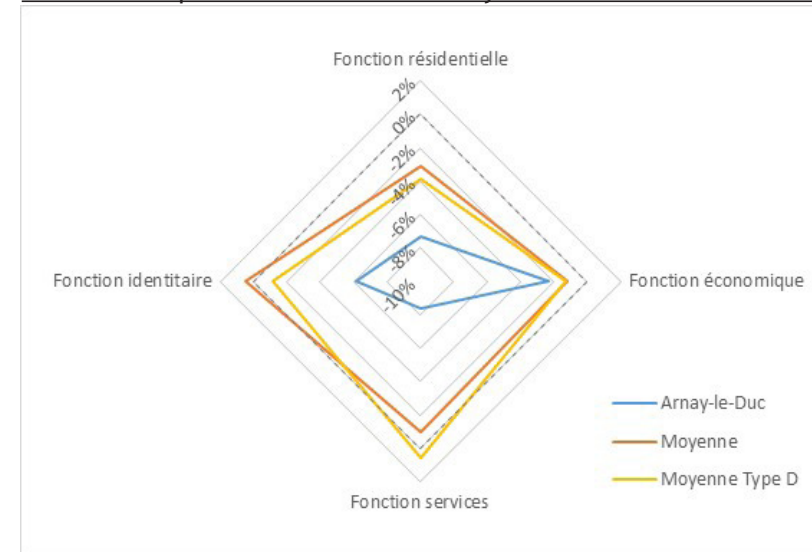 Fonction résidentielle
2%
0%
-2%
-4%
-6%
-8%
-10%
Fonction identitaire
Fonction économique
Arnay-le-Duc
Moyenne
Moyenne Type D
Fonction services